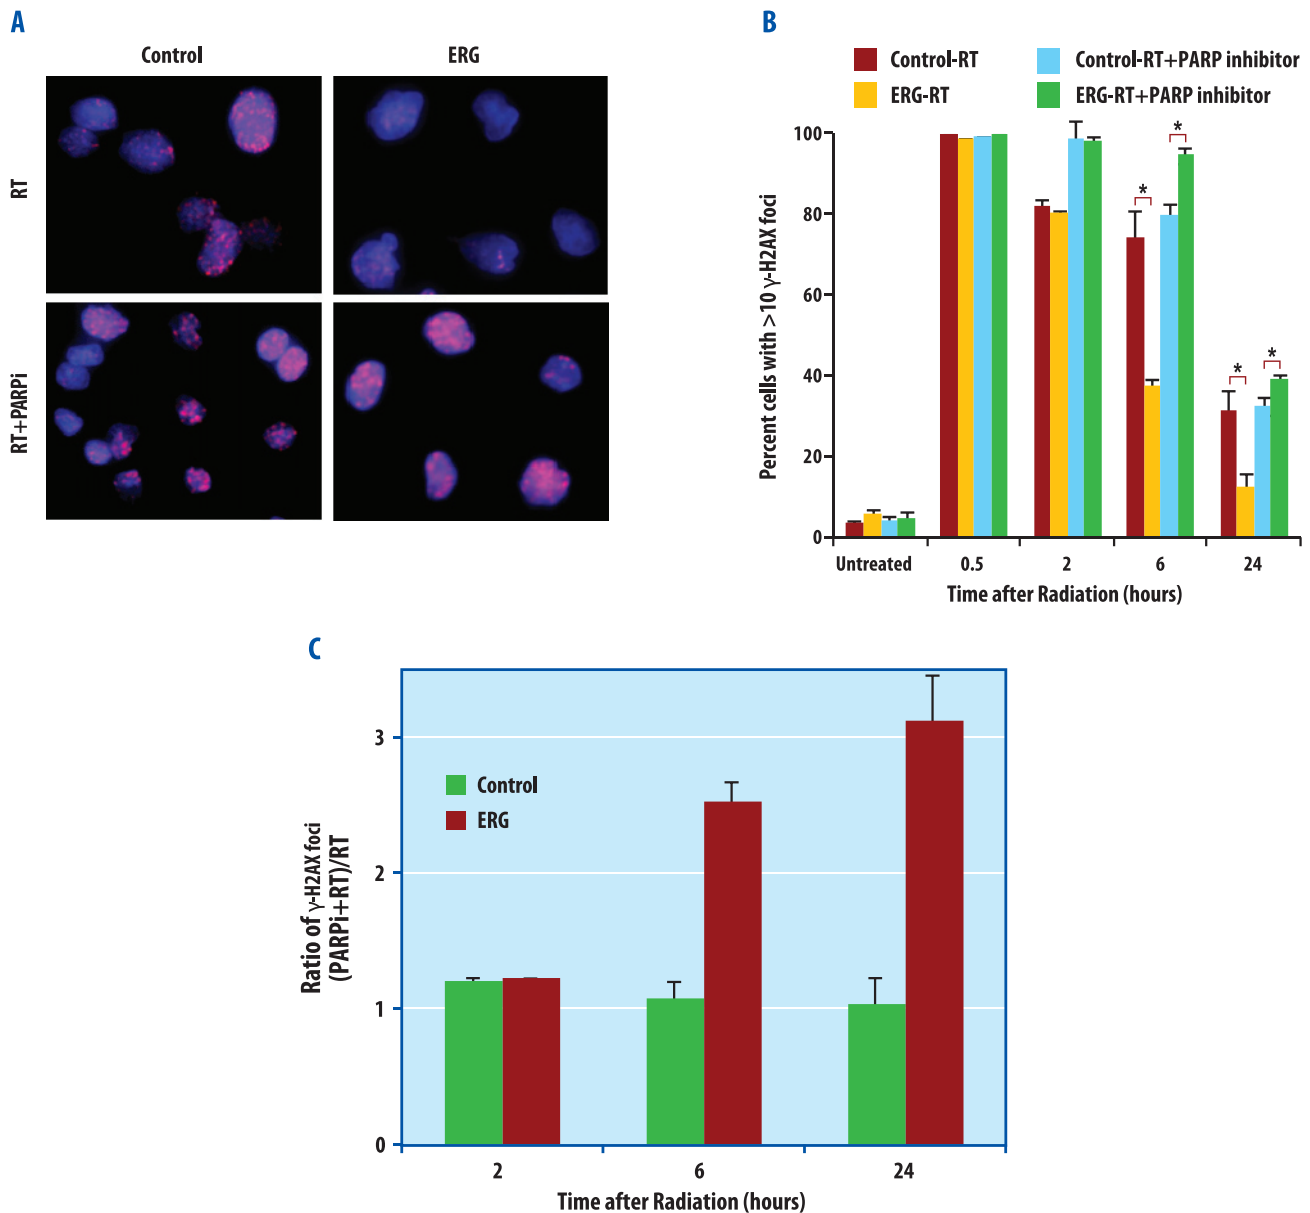 A
Control
ERG
RT
RT+PARPi
B
Control-RT
Control-RT+PARP inhibitor
ERG-RT
ERG-RT+PARP inhibitor
Percent cells with >10 γ-H2AX foci
100
80
60
40
20
0
*
*
*
*
Untreated
0.5
2
6
24
Time after Radiation (hours)
C
Ratio of γ-H2AX foci
(PARPi+RT)/RT
3
2
1
0
Control
ERG
2
6
24
Time after Radiation (hours)